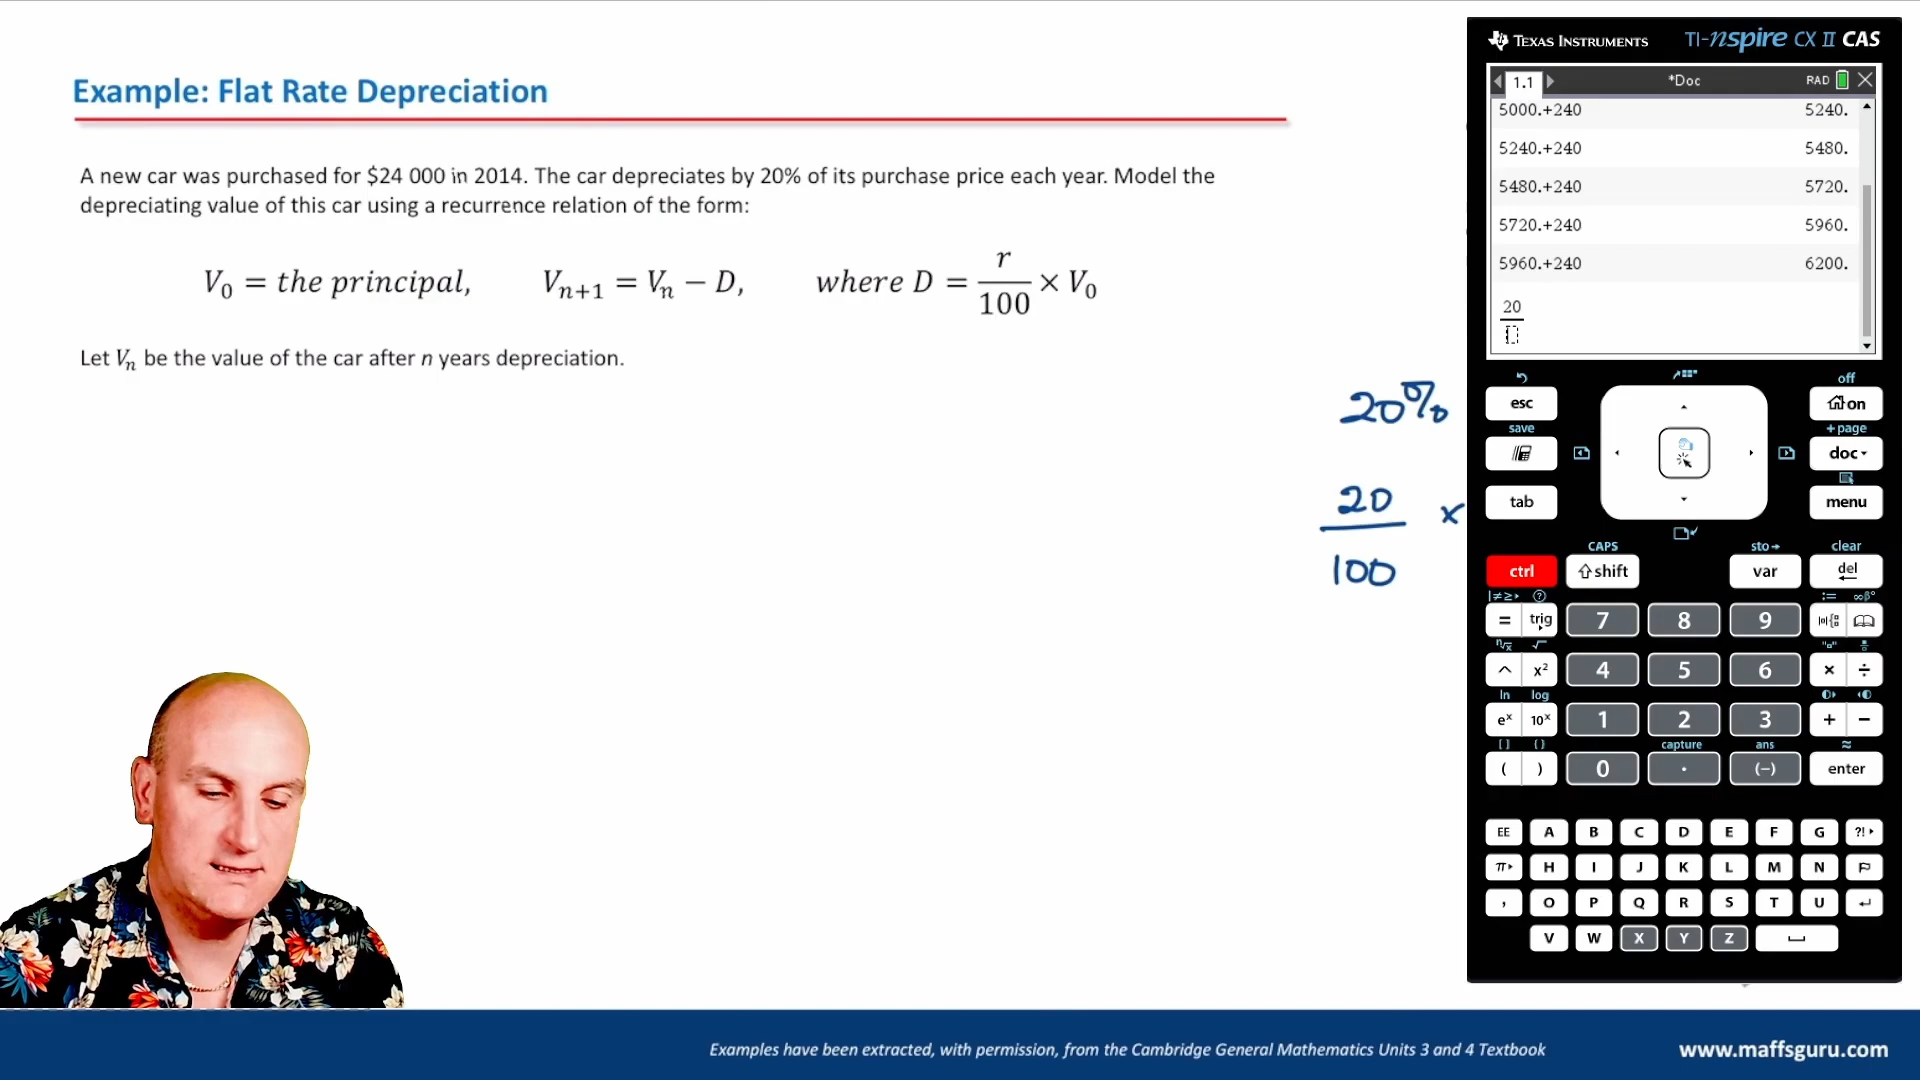 Example: Flat Rate Depreciation
A new car was purchased for $24 000 in 2014. The car depreciates by 20% of its purchase price each year. Model the
depreciating value of this car using a recurrence relation of the form:
V₀ = the principal, Vₙ₊₁ = Vₙ − D, where D = r/100 × V₀
Let Vₙ be the value of the car after n years depreciation.
20%
20
100
×
TEXAS INSTRUMENTS TI-nspire CX II CAS
1.1 *Doc RAD
5000.+240 5240.
5240.+240 5480.
5480.+240 5720.
5720.+240 5960.
5960.+240 6200.
20
off
esc on
save + page
doc
tab menu
CAPS sto→ clear
ctrl shift var del
= trig 7 8 9
^ x² 4 5 6 × ÷
ln log
eˣ 10ˣ 1 2 3 + −
[ ] { } capture ans ≈
( ) 0 . (−) enter
EE A B C D E F G ?!
π H I J K L M N
, O P Q R S T U
V W X Y Z
Examples have been extracted, with permission, from the Cambridge General Mathematics Units 3 and 4 Textbook
www.maffsguru.com